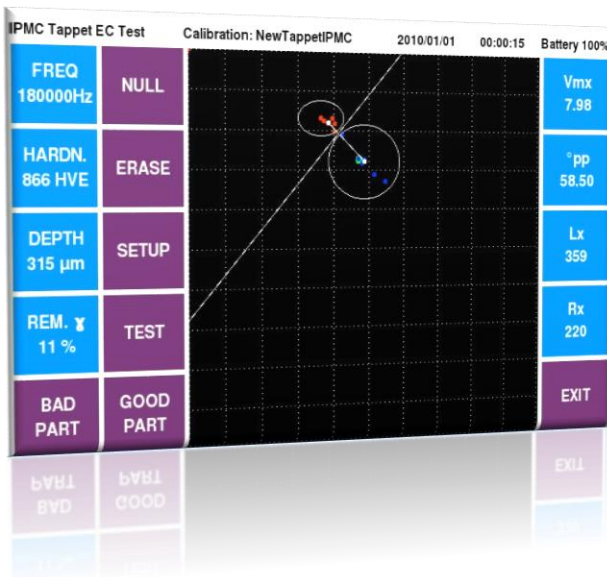 IPMC Tappet EC Test
Calibration: NewTappetIPMC
2010/01/01
00:00:15
Battery 100%
FREQ
180000Hz
NULL
HARDN.
866 HVE
ERASE
DEPTH
315 µm
SETUP
REM. ɤ
11 %
TEST
BAD
PART
GOOD
PART
Vmx
7.98
°pp
58.50
Lx
359
Rx
220
EXIT